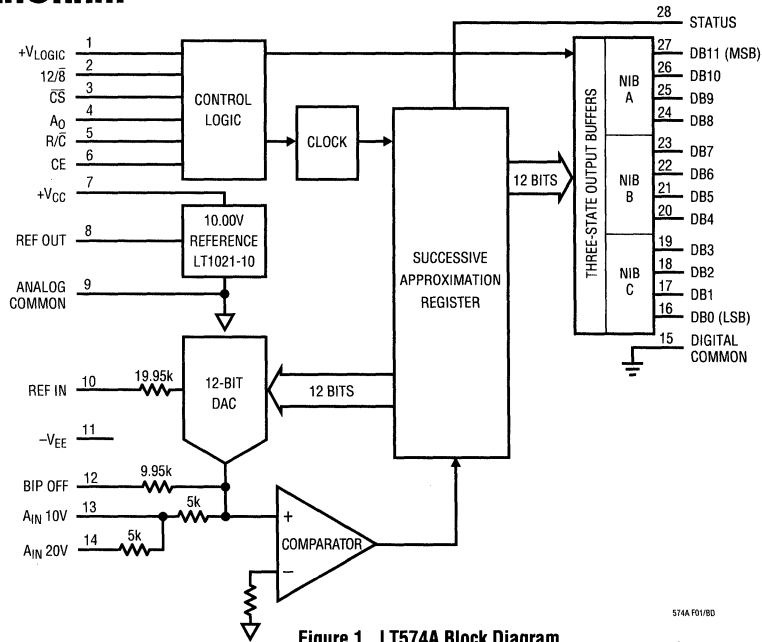 28 STATUS
+VLOGIC 1
12/8̅ 2
C̅S̅ 3
AO 4
R/C̅ 5
CE 6
7
+VCC
REF OUT 8
ANALOG COMMON 9
CONTROL
LOGIC
CLOCK
10.00V
REFERENCE
LT1021-10
SUCCESSIVE
APPROXIMATION
REGISTER
12 BITS
THREE-STATE OUTPUT BUFFERS
NIB
A
NIB
B
NIB
C
27 DB11 (MSB)
26 DB10
25 DB9
24 DB8
23 DB7
22 DB6
21 DB5
20 DB4
19 DB3
18 DB2
17 DB1
16 DB0 (LSB)
15 DIGITAL
COMMON
REF IN 10 19.95k
12-BIT
DAC
12 BITS
–VEE 11
BIP OFF 12 9.95k
AIN 10V 13 5k
AIN 20V 14 5k
+
COMPARATOR
–
574A F01/BD
Figure 1. LT574A Block Diagram